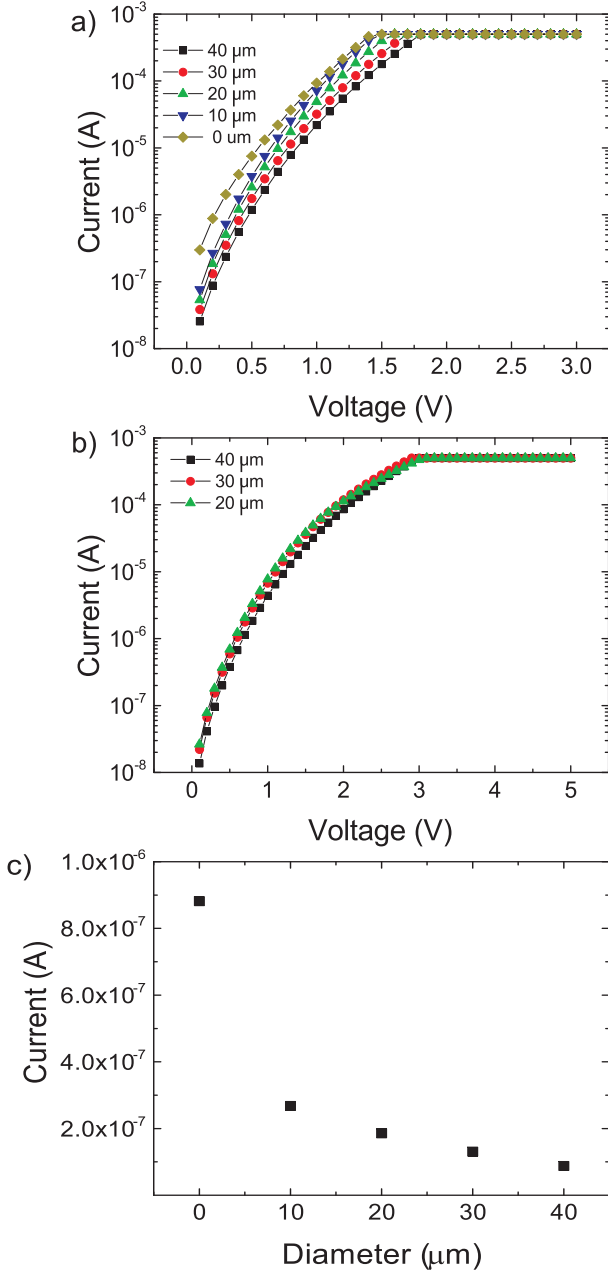 a)
10⁻³
10⁻⁴
10⁻⁵
10⁻⁶
10⁻⁷
10⁻⁸
Current (A)
40 µm
30 µm
20 µm
10 µm
0 um
0.0 0.5 1.0 1.5 2.0 2.5 3.0
Voltage (V)
b)
10⁻³
10⁻⁴
10⁻⁵
10⁻⁶
10⁻⁷
10⁻⁸
Current (A)
40 µm
30 µm
20 µm
0 1 2 3 4 5
Voltage (V)
c)
1.0x10⁻⁶
8.0x10⁻⁷
6.0x10⁻⁷
4.0x10⁻⁷
2.0x10⁻⁷
Current (A)
0 10 20 30 40
Diameter (µm)